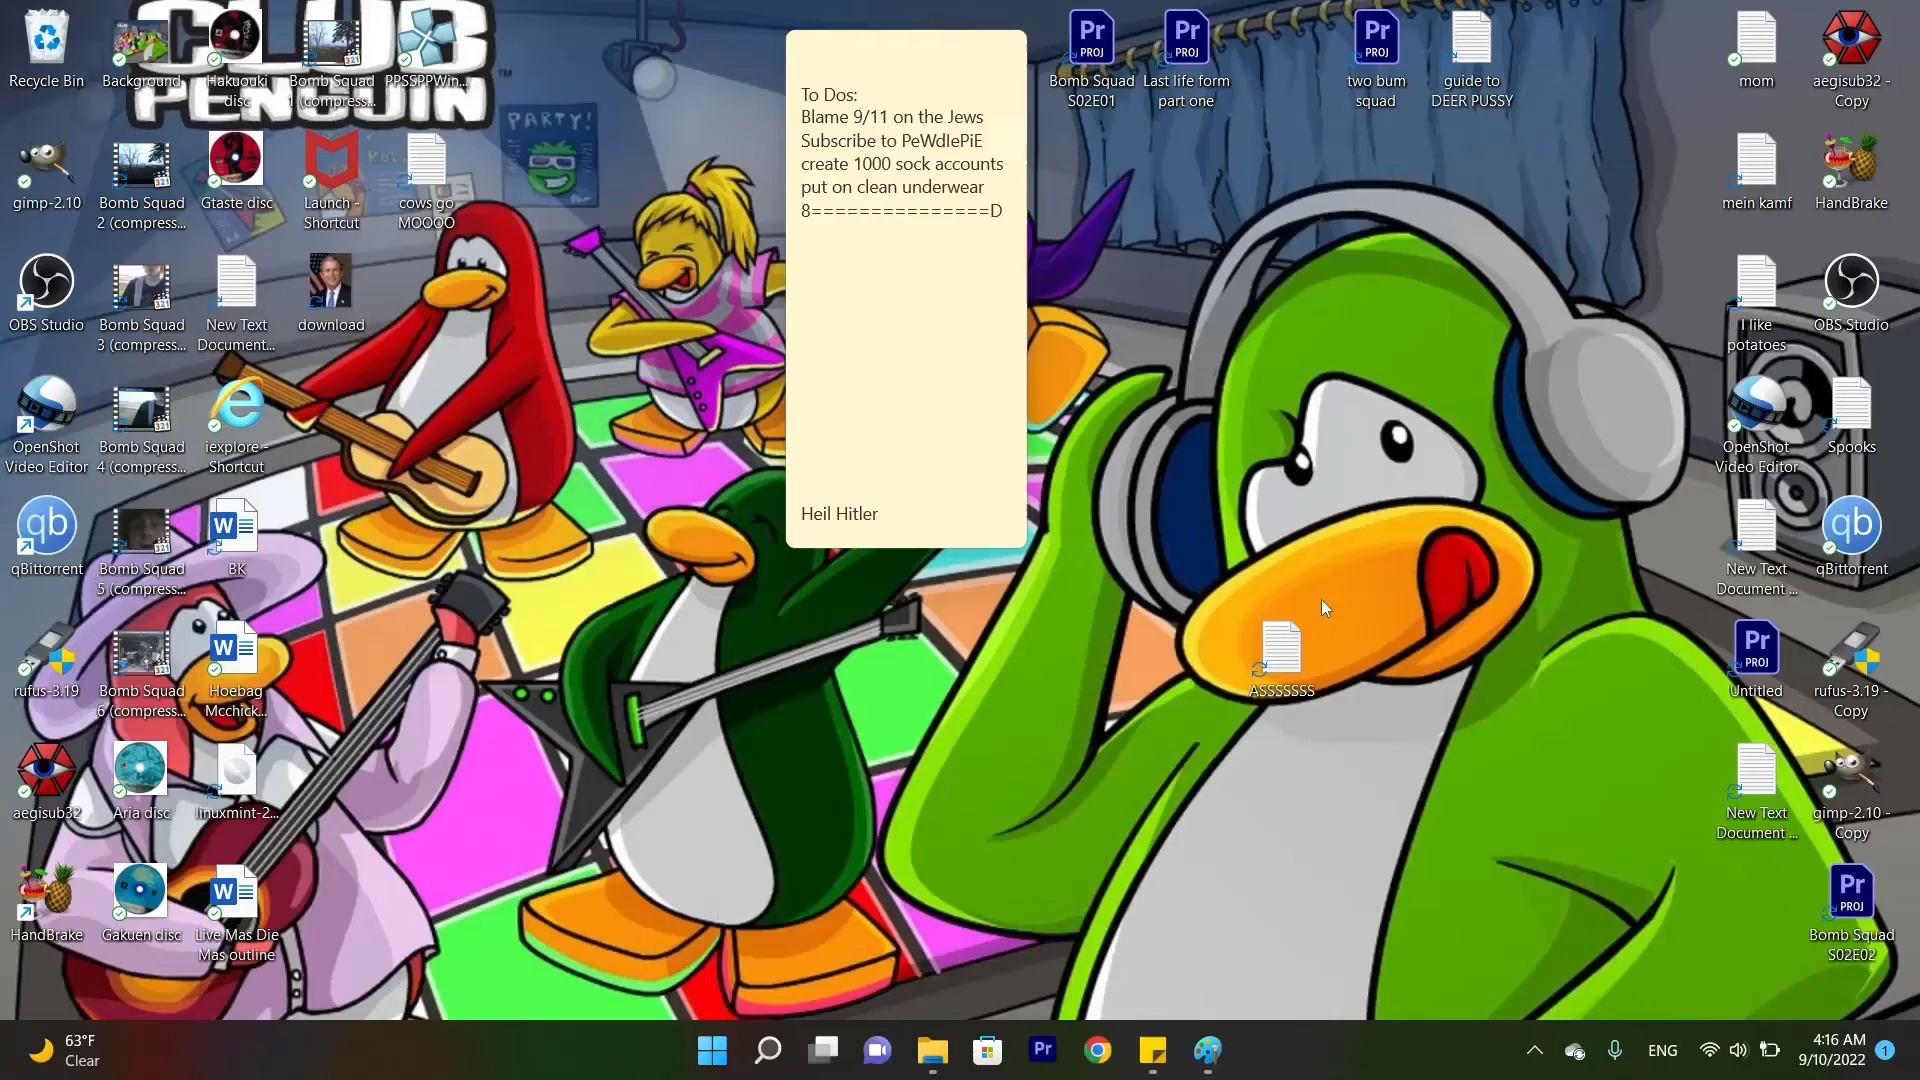 CLUB
PENGUIN
TM
PARTY!
Recycle Bin
Background
Hakuouki
disc
Bomb Squad
1 (compress...
PPSSPPWin...
gimp-2.10
Bomb Squad
2 (compress...
Gtaste disc
Launch -
Shortcut
cows go
MOOOO
OBS Studio
Bomb Squad
3 (compress...
New Text
Document...
download
OpenShot
Video Editor
Bomb Squad
4 (compress...
iexplore -
Shortcut
qBittorrent
Bomb Squad
5 (compress...
BK
rufus-3.19
Bomb Squad
6 (compress...
Hoebag
Mcchick...
aegisub32
Aria disc
linuxmint-2...
HandBrake
Gakuen disc
Live Mas Die
Mas outline
To Dos:
Blame 9/11 on the Jews
Subscribe to PeWdIePiE
create 1000 sock accounts
put on clean underwear
8===============D
Heil Hitler
Bomb Squad
S02E01
Last life form
part one
two bum
squad
guide to
DEER PUSSY
ASSSSSSS
mom
aegisub32 -
Copy
mein kamf
HandBrake
I like
potatoes
OBS Studio
OpenShot
Video Editor
Spooks
New Text
Document ...
qBittorrent
Untitled
rufus-3.19 -
Copy
New Text
Document ...
gimp-2.10 -
Copy
Bomb Squad
S02E02
63°F
Clear
ENG
4:16 AM
9/10/2022
1